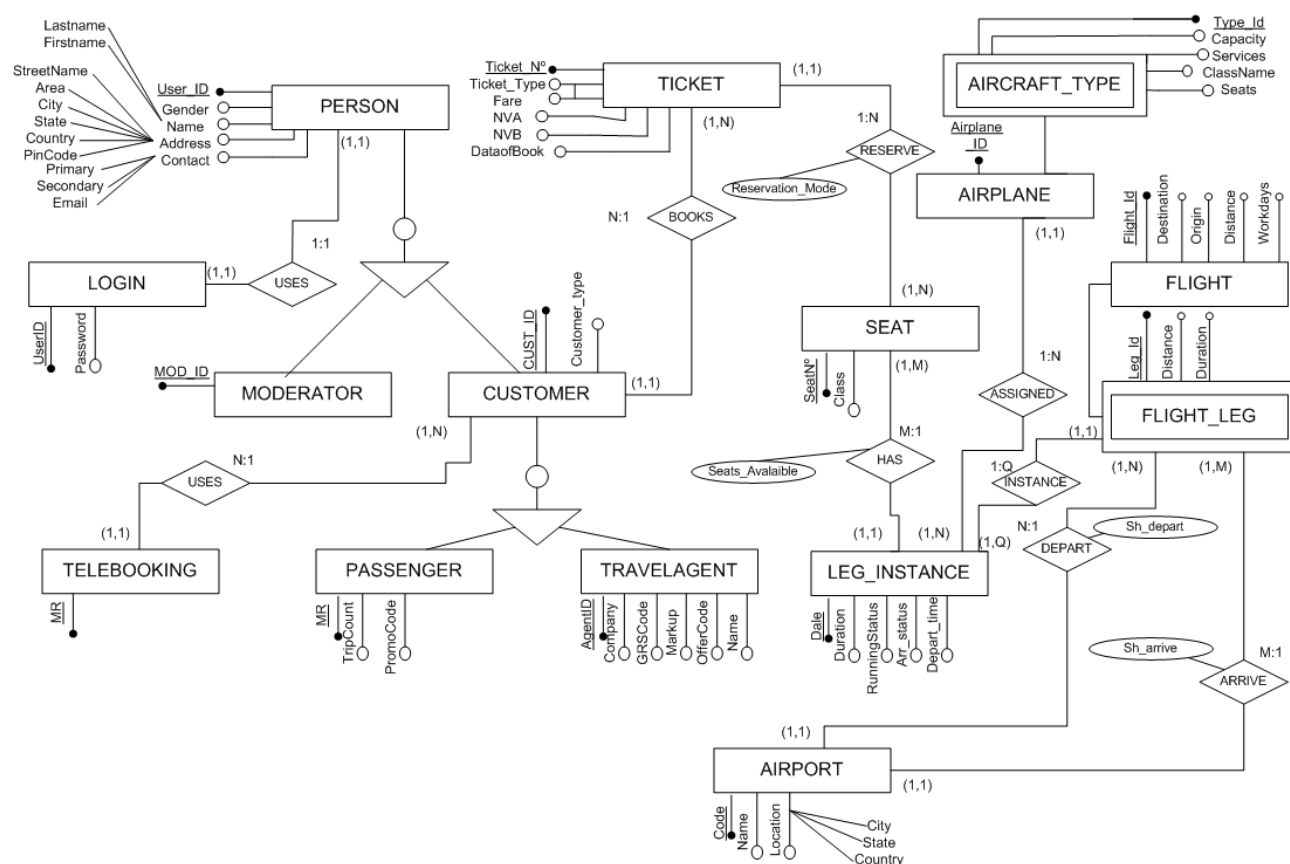 Lastname
Firstname
StreetName
Area
City
State
Country
PinCode
Primary
Secondary
Email
User_ID
Gender
Name
Address
Contact
PERSON
(1,1)
1:1
USES
LOGIN
(1,1)
UserID
Password
MOD_ID
MODERATOR
CUST_ID
Customer_type
CUSTOMER
(1,1)
(1,N)
N:1
USES
(1,1)
TELEBOOKING
MR
PASSENGER
MR
TripCount
PromoCode
TRAVELAGENT
AgentID
Company
GRSCode
Markup
OfferCode
Name
Ticket_Nº
Ticket_Type
Fare
NVA
NVB
DataofBook
TICKET
(1,1)
(1,N)
N:1
BOOKS
1:N
RESERVE
Reservation_Mode
(1,N)
SEAT
SeatNº
Class
(1,M)
M:1
HAS
Seats_Avalaible
(1,1)
(1,N)
(1,Q)
LEG_INSTANCE
Dale
Duration
RunningStatus
Arr_status
Depart_time
Type_Id
Capacity
Services
ClassName
Seats
AIRCRAFT_TYPE
Airplane
_ID
AIRPLANE
(1,1)
1:N
ASSIGNED
Flight_Id
Destination
Origin
Distance
Workdays
FLIGHT
Leg_Id
Distance
Duration
FLIGHT_LEG
(1,1)
(1,N)
(1,M)
1:Q
INSTANCE
N:1
Sh_depart
DEPART
Sh_arrive
M:1
ARRIVE
(1,1)
AIRPORT
(1,1)
Code
Name
Location
City
State
Country